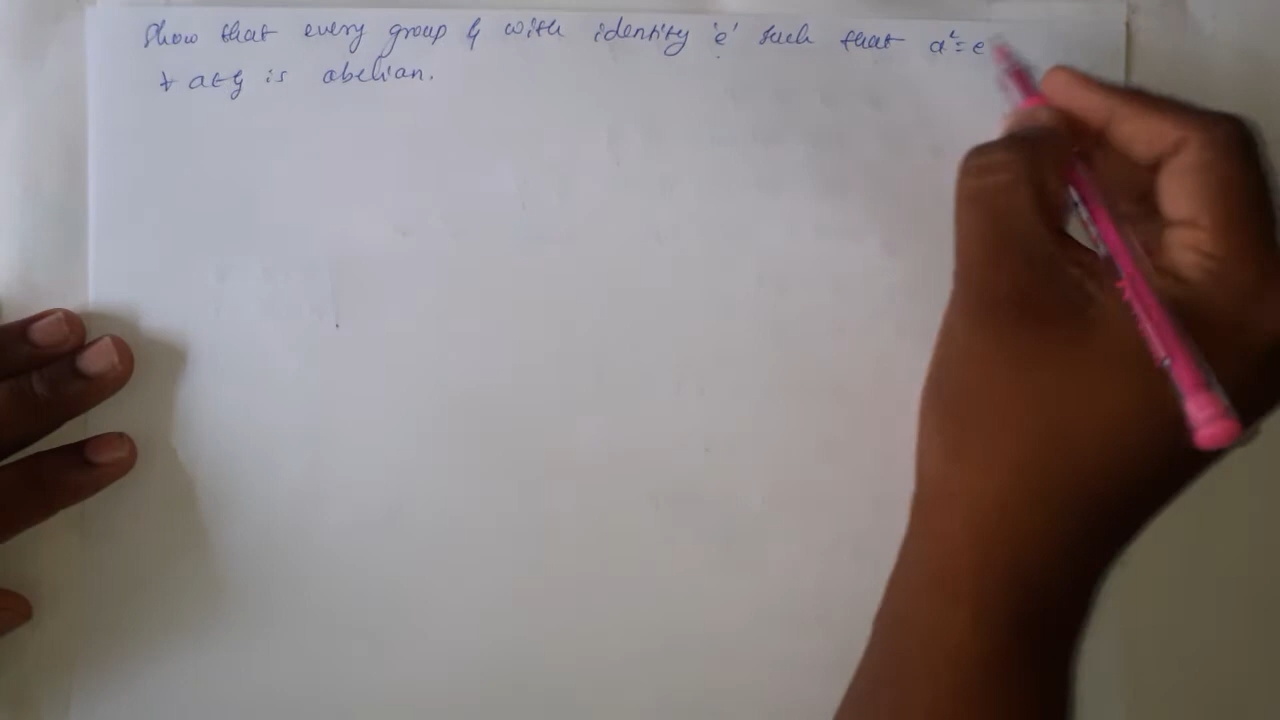 Show that every group G with identity 'e' such that a²=e
∀ a∈G is abelian.